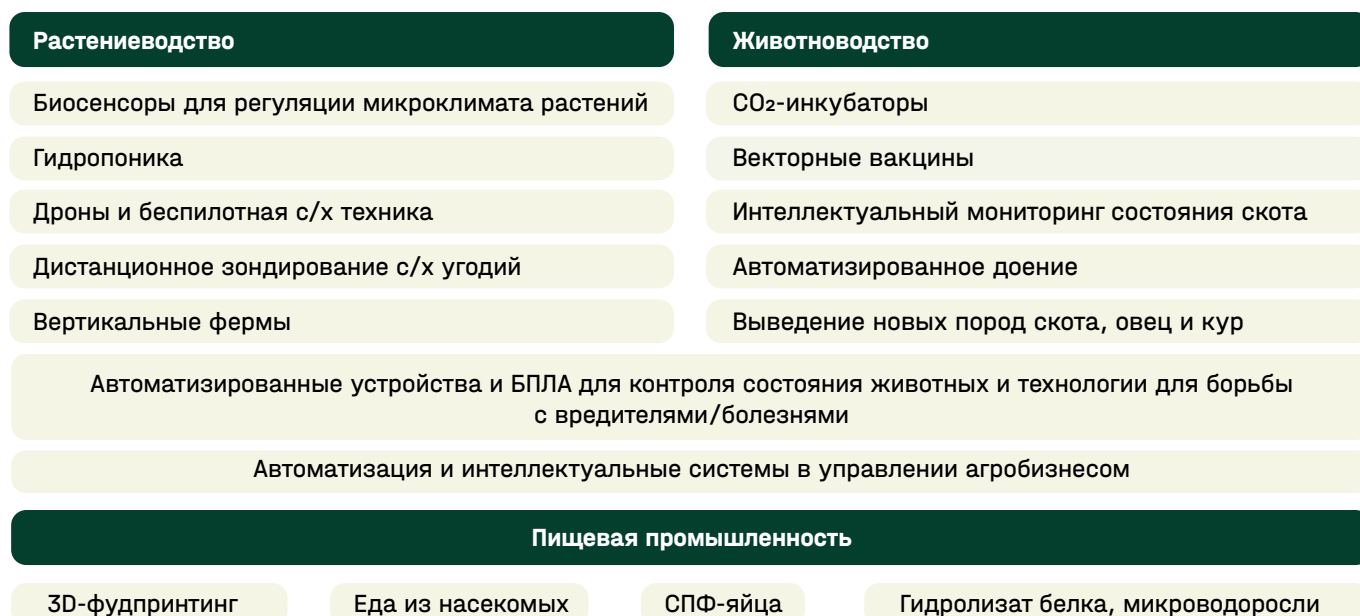 Растениеводство
Биосенсоры для регуляции микроклимата растений
Гидропоника
Дроны и беспилотная с/х техника
Дистанционное зондирование с/х угодий
Вертикальные фермы
Животноводство
СО₂-инкубаторы
Векторные вакцины
Интеллектуальный мониторинг состояния скота
Автоматизированное доение
Выведение новых пород скота, овец и кур
Автоматизированные устройства и БПЛА для контроля состояния животных и технологии для борьбы
с вредителями/болезнями
Автоматизация и интеллектуальные системы в управлении агробизнесом
Пищевая промышленность
3D-фудпринтинг
Еда из насекомых
СПФ-яйца
Гидролизат белка, микроводоросли